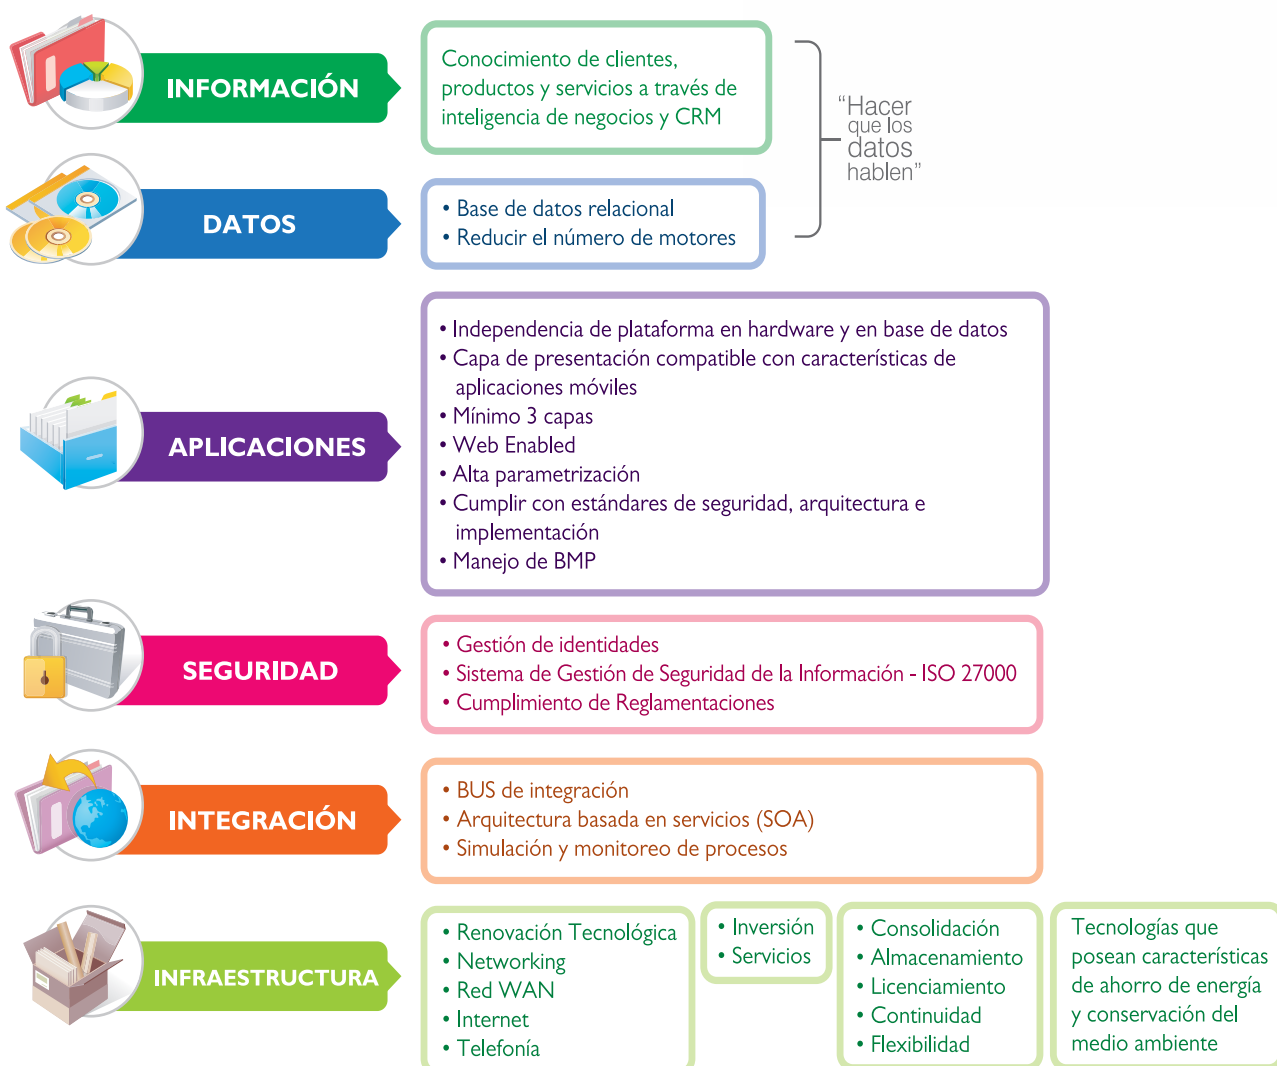 INFORMACIÓN
Conocimiento de clientes,
productos y servicios a través de
inteligencia de negocios y CRM
"Hacer
que los
datos
hablen"
DATOS
• Base de datos relacional
• Reducir el número de motores
APLICACIONES
• Independencia de plataforma en hardware y en base de datos
• Capa de presentación compatible con características de
aplicaciones móviles
• Mínimo 3 capas
• Web Enabled
• Alta parametrización
• Cumplir con estándares de seguridad, arquitectura e
implementación
• Manejo de BMP
SEGURIDAD
• Gestión de identidades
• Sistema de Gestión de Seguridad de la Información - ISO 27000
• Cumplimiento de Reglamentaciones
INTEGRACIÓN
• BUS de integración
• Arquitectura basada en servicios (SOA)
• Simulación y monitoreo de procesos
INFRAESTRUCTURA
• Renovación Tecnológica
• Networking
• Red WAN
• Internet
• Telefonía
• Inversión
• Servicios
• Consolidación
• Almacenamiento
• Licenciamiento
• Continuidad
• Flexibilidad
Tecnologías que
posean características
de ahorro de energía
y conservación del
medio ambiente